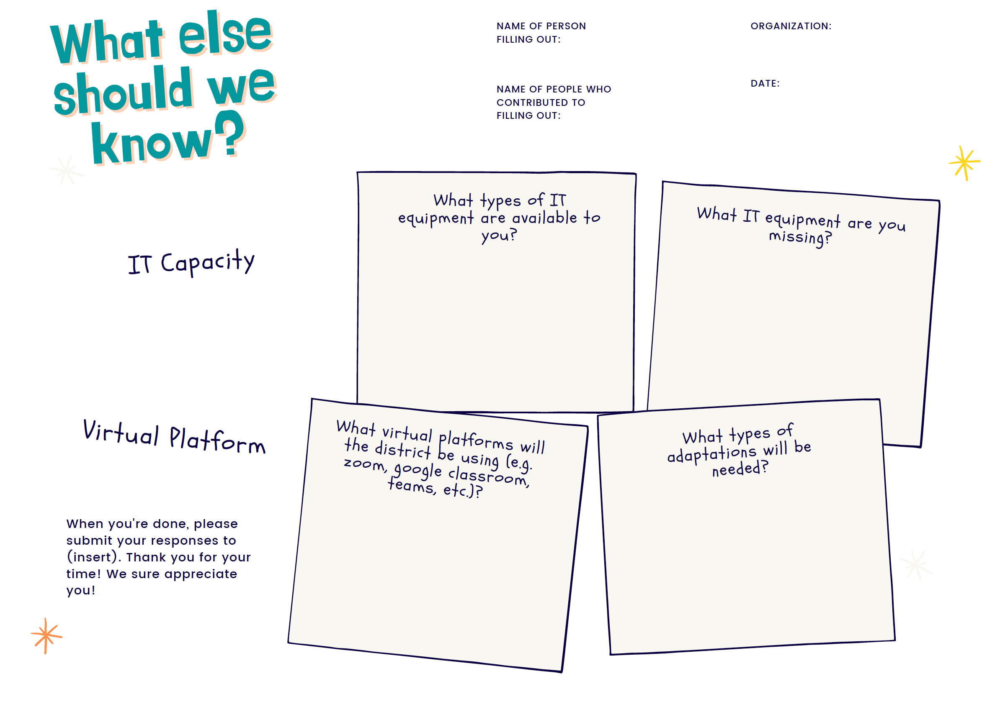 What else
should we
know?
NAME OF PERSON
FILLING OUT:
ORGANIZATION:
NAME OF PEOPLE WHO
CONTRIBUTED TO
FILLING OUT:
DATE:
IT Capacity
What types of IT
equipment are available to
you?
What IT equipment are you
missing?
Virtual Platform
What virtual platforms will
the district be using (e.g.
zoom, google classroom,
teams, etc.)?
What types of
adaptations will be
needed?
When you're done, please
submit your responses to
(insert). Thank you for your
time! We sure appreciate
you!